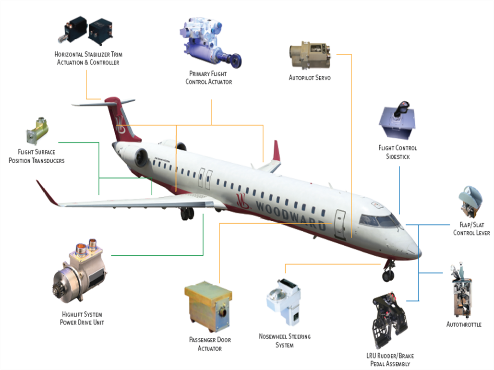 Horizontal Stabilizer Trim
Actuation & Controller
Primary Flight
Control Actuator
Autopilot Servo
Flight Surface
Position Transducers
Flight Control
Sidestick
Flap/Slat
Control Lever
WOODWARD
Highlift System
Power Drive Unit
Passenger Door
Actuator
Nosewheel Steering
System
LRU Rudder/Brake
Pedal Assembly
Autothrottle